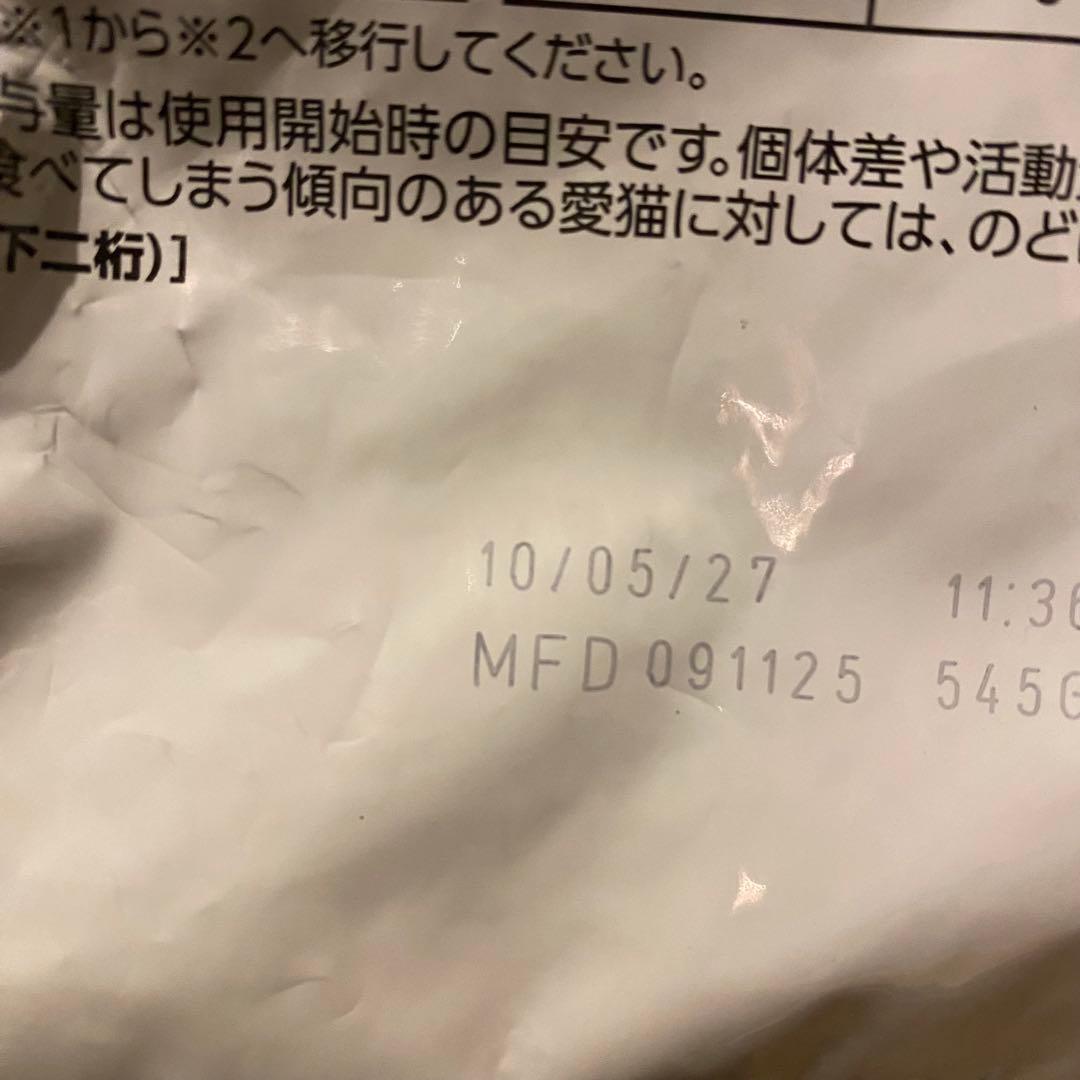 ※1から※2へ移行してください。
与量は使用開始時の目安です。個体差や活動
食べてしまう傾向のある愛猫に対しては、のど
下二桁)]
10/05/27 11:36
MFD091125 545G